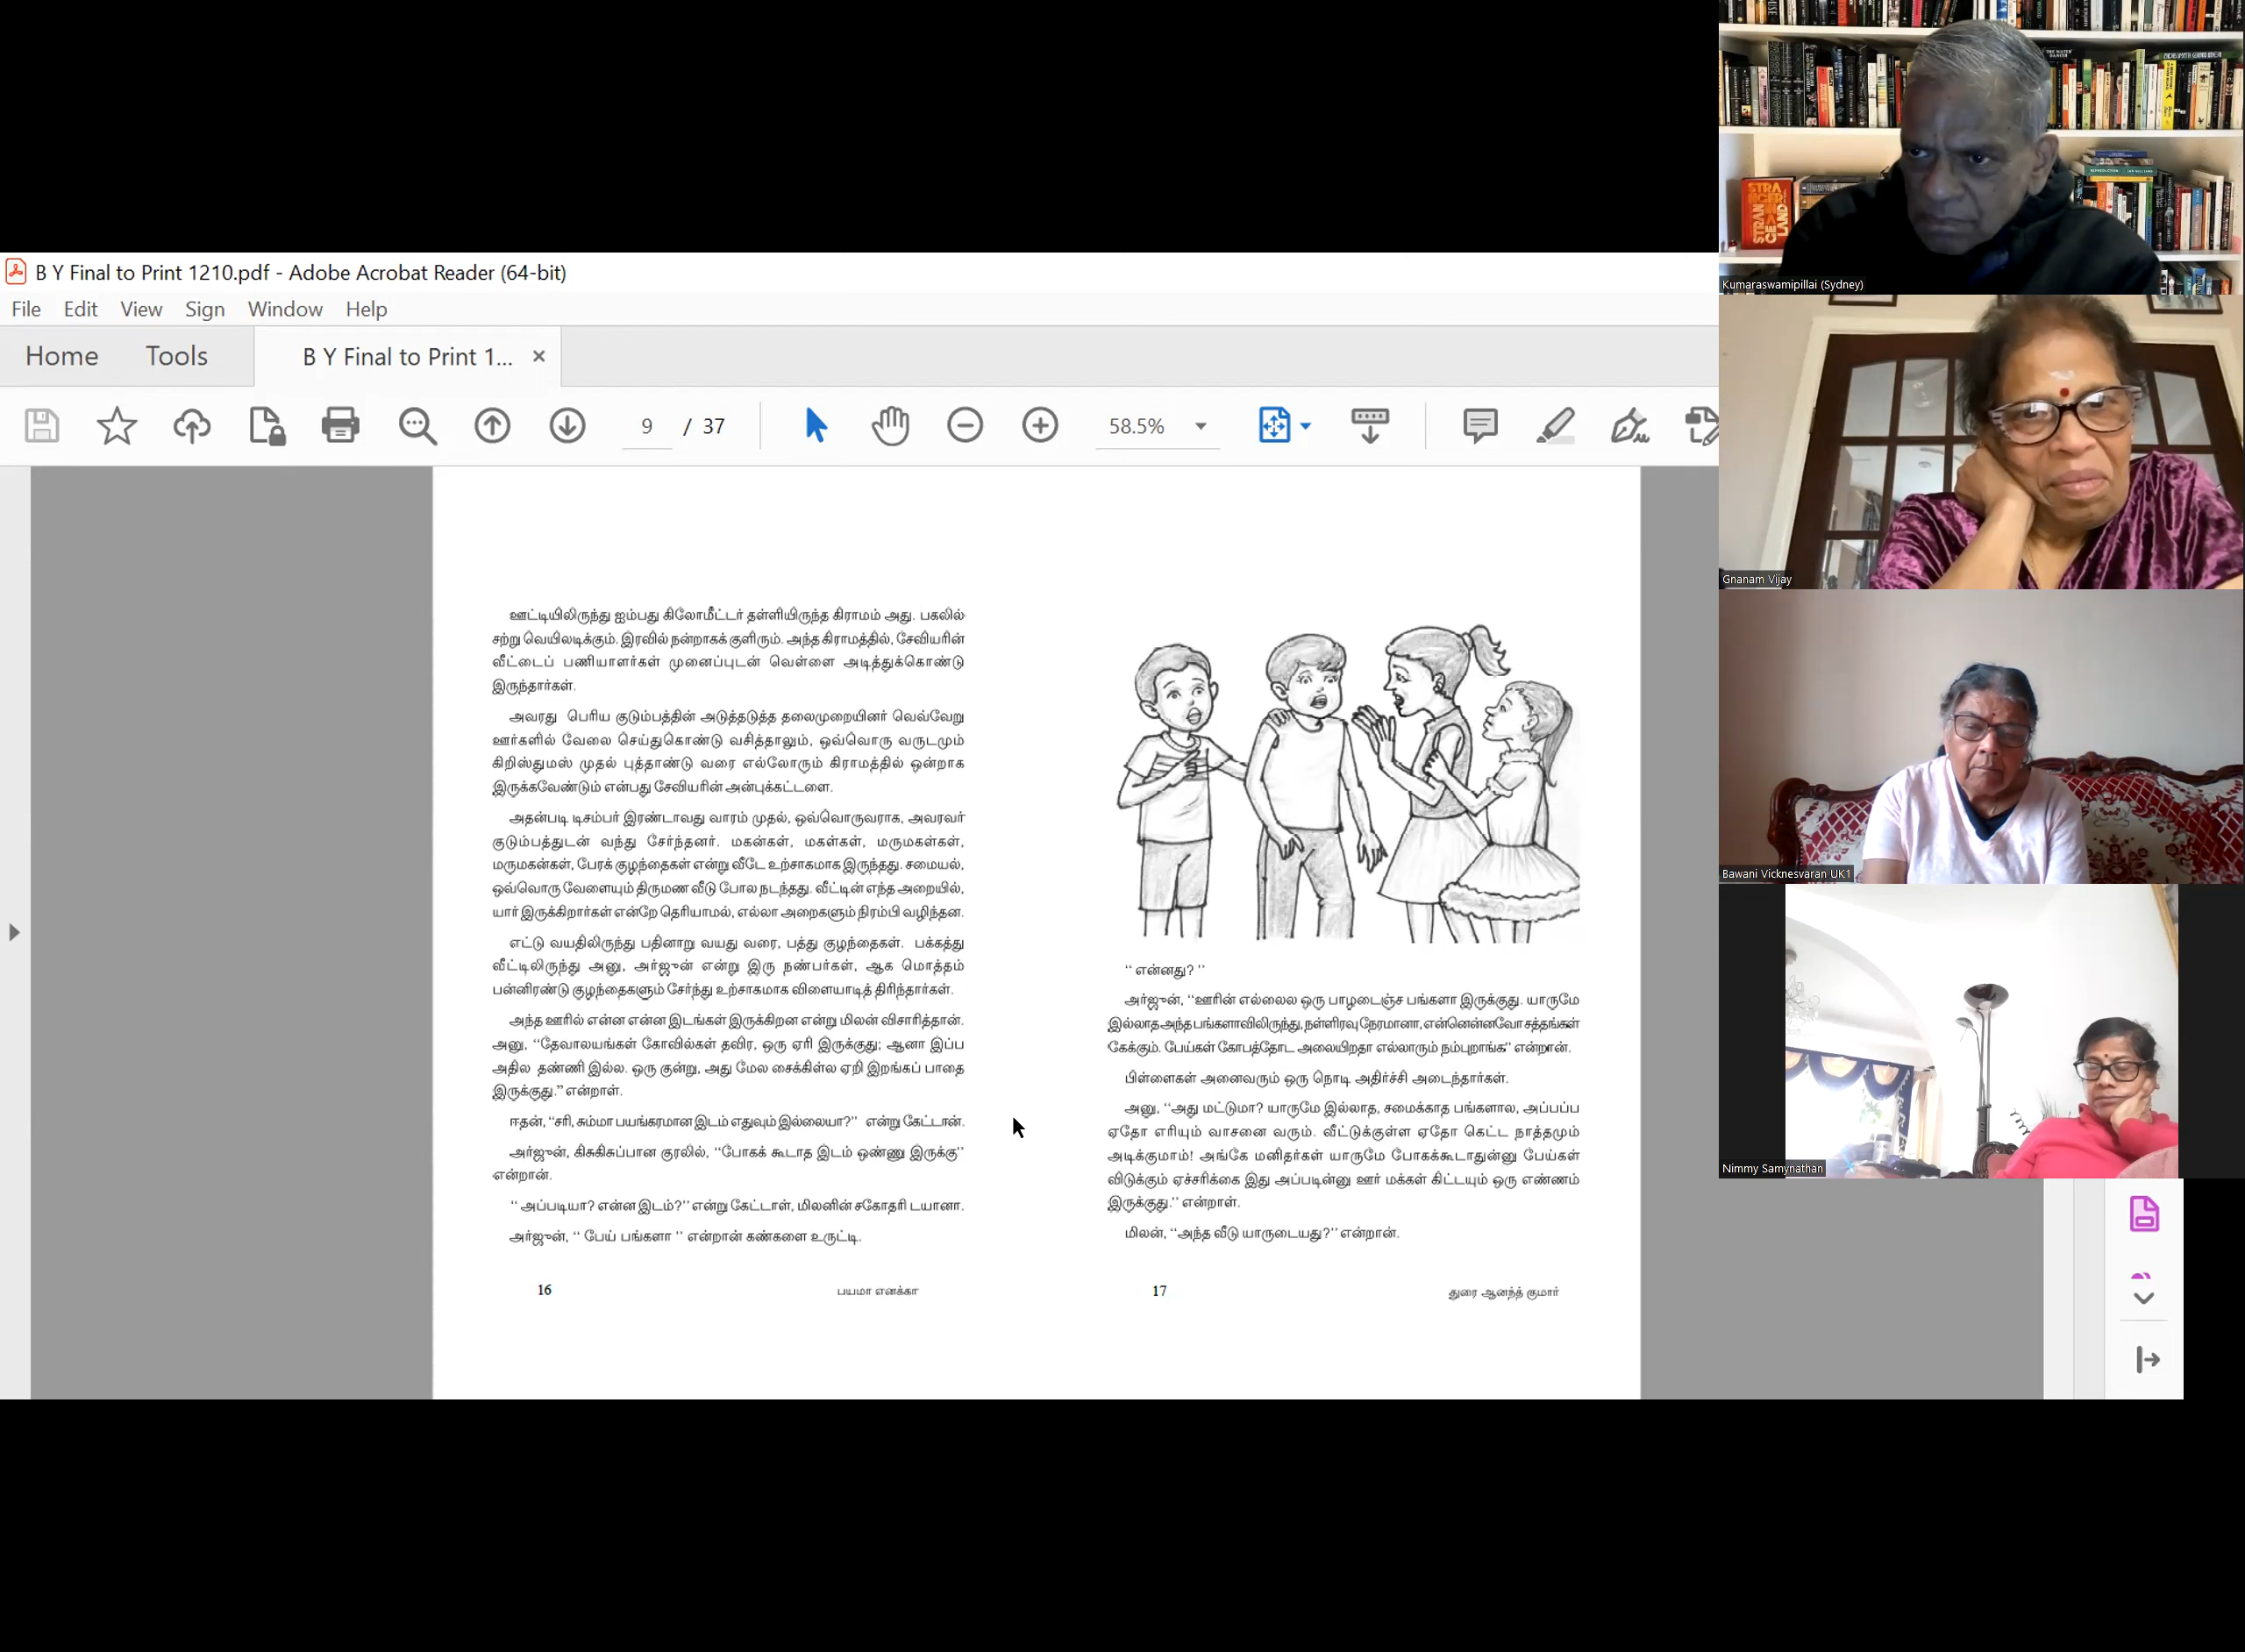 B Y Final to Print 1210.pdf - Adobe Acrobat Reader (64-bit)
File Edit View Sign Window Help
Home Tools B Y Final to Print 1... ×
9 / 37 58.5%
ஊட்டியிலிருந்து ஐம்பது கிலோமீட்டர் தள்ளியிருந்த கிராமம் அது. பகலில்
சற்று வெயிலடிக்கும். இரவில் நன்றாகக் குளிரும். அந்த கிராமத்தில், சேவியரின்
வீட்டைப் பணியாளர்கள் முனைப்புடன் வெள்ளை அடித்துக்கொண்டு
இருந்தார்கள்.
அவரது பெரிய குடும்பத்தின் அடுத்தடுத்த தலைமுறையினர் வெவ்வேறு
ஊர்களில் வேலை செய்துகொண்டு வசித்தாலும், ஒவ்வொரு வருடமும்
கிறிஸ்துமஸ் முதல் புத்தாண்டு வரை எல்லோரும் கிராமத்தில் ஒன்றாக
இருக்கவேண்டும் என்பது சேவியரின் அன்புக்கட்டளை.
அதன்படி டிசம்பர் இரண்டாவது வாரம் முதல், ஒவ்வொருவராக, அவரவர்
குடும்பத்துடன் வந்து சேர்ந்தனர். மகன்கள், மகள்கள், மருமகள்கள்,
மருமகன்கள், பேரக் குழந்தைகள் என்று வீடே உற்சாகமாக இருந்தது. சமையல்,
ஒவ்வொரு வேளையும் திருமண வீடு போல நடந்தது. வீட்டின் எந்த அறையில்,
யார் இருக்கிறார்கள் என்றே தெரியாமல், எல்லா அறைகளும் நிரம்பி வழிந்தன.
எட்டு வயதிலிருந்து பதினாறு வயது வரை, பத்து குழந்தைகள். பக்கத்து
வீட்டிலிருந்து அனு, அர்ஜுன் என்று இரு நண்பர்கள், ஆக மொத்தம்
பன்னிரண்டு குழந்தைகளும் சேர்ந்து உற்சாகமாக விளையாடித் திரிந்தார்கள்.
அந்த ஊரில் என்ன என்ன இடங்கள் இருக்கிறன என்று மிலன் விசாரித்தான்.
அனு, ‘‘தேவாலயங்கள் கோவில்கள் தவிர, ஒரு ஏரி இருக்குது; ஆனா இப்ப
அதில தண்ணி இல்ல. ஒரு குன்று, அது மேல சைக்கிள்ல ஏறி இறங்கப் பாதை
இருக்குது.” என்றாள்.
ஈதன், ‘‘சரி, சும்மா பயங்கரமான இடம் எதுவும் இல்லையா?’’ என்று கேட்டான்.
அர்ஜுன், கிசுகிசுப்பான குரலில், ‘‘போகக் கூடாத இடம் ஒண்ணு இருக்கு’’
என்றான்.
‘‘ அப்படியா? என்ன இடம்?’’ என்று கேட்டாள், மிலனின் சகோதரி டயானா.
அர்ஜுன், ‘‘ பேய் பங்களா ’’ என்றான் கண்களை உருட்டி.
16 பயமா எனக்கா
‘‘ என்னது? ’’
அர்ஜுன், ‘‘ஊரின் எல்லைல ஒரு பாழடைஞ்ச பங்களா இருக்குது. யாருமே
இல்லாத அந்த பங்களாவிலிருந்து, நள்ளிரவு நேரமானா, என்னென்னவோ சத்தங்கள்
கேக்கும். பேய்கள் கோபத்தோட அலையிறதா எல்லாரும் நம்புறாங்க’’ என்றான்.
பிள்ளைகள் அனைவரும் ஒரு நொடி அதிர்ச்சி அடைந்தார்கள்.
அனு, ‘‘அது மட்டுமா? யாருமே இல்லாத, சமைக்காத பங்களால, அப்பப்ப
ஏதோ எரியும் வாசனை வரும். வீட்டுக்குள்ள ஏதோ கெட்ட நாத்தமும்
அடிக்குமாம்! அங்கே மனிதர்கள் யாருமே போகக்கூடாதுன்னு பேய்கள்
விடுக்கும் எச்சரிக்கை இது அப்படின்னு ஊர் மக்கள் கிட்டயும் ஒரு எண்ணம்
இருக்குது.’’ என்றாள்.
மிலன், ‘‘அந்த வீடு யாருடையது?’’ என்றான்.
17 துரை ஆனந்த் குமார்
STRANGERLAND
Kumaraswamipillai (Sydney)
Gnanam Vijay
Bawani Vicknesvaran UK1
Nimmy Samynathan